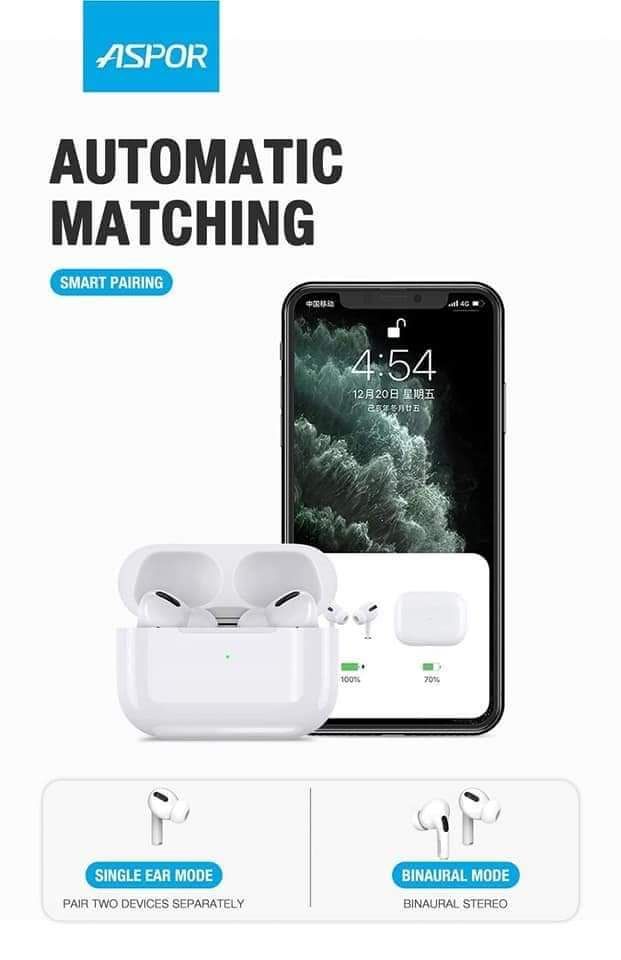 ASPOR
AUTOMATIC
MATCHING
SMART PAIRING
中国移动 4G
4:54
12月20日 星期五
己亥年冬月廿五
100% 70%
SINGLE EAR MODE
PAIR TWO DEVICES SEPARATELY
BINAURAL MODE
BINAURAL STEREO